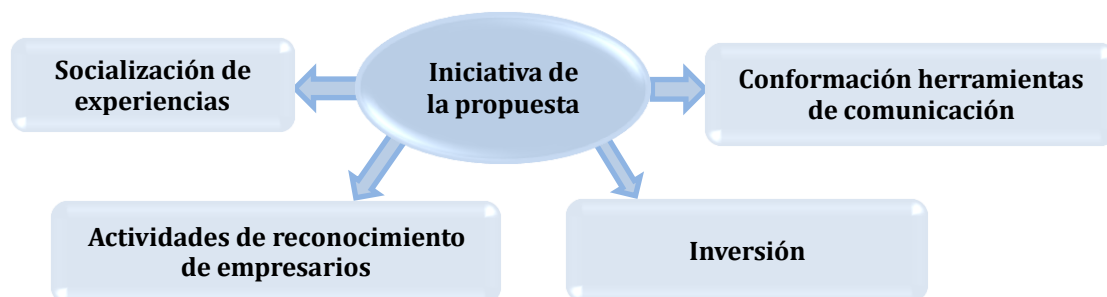 Socialización de
experiencias
Iniciativa de
la propuesta
Conformación herramientas
de comunicación
Actividades de reconocimiento
de empresarios
Inversión